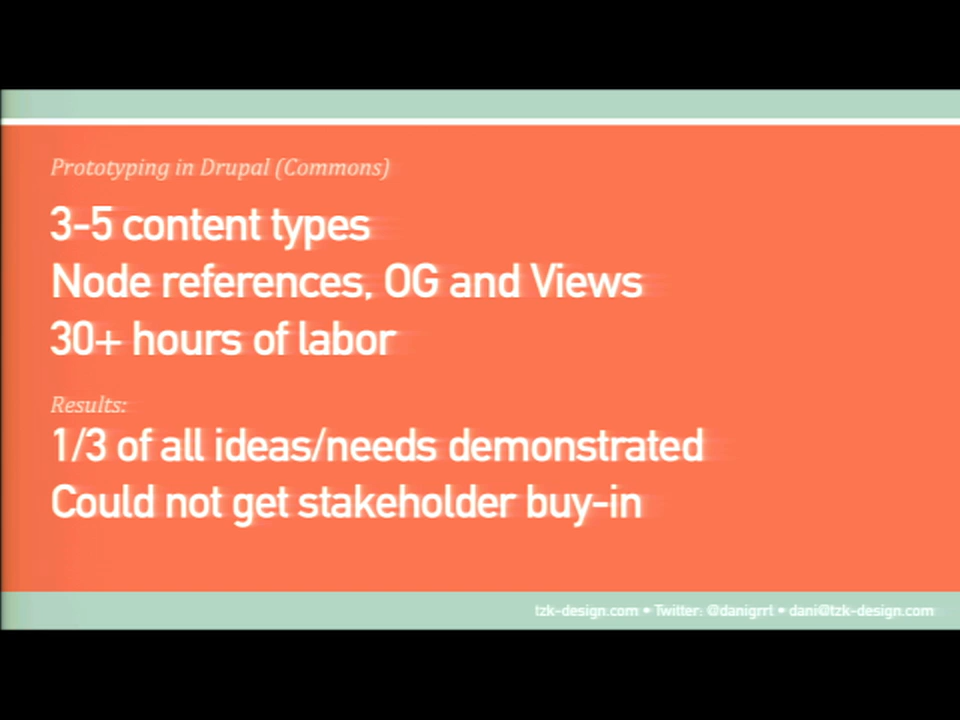 Prototyping in Drupal (Commons)
3-5 content types
Node references, OG and Views
30+ hours of labor
Results:
1/3 of all ideas/needs demonstrated
Could not get stakeholder buy-in
tzk-design.com • Twitter: @danigrrl • dani@tzk-design.com